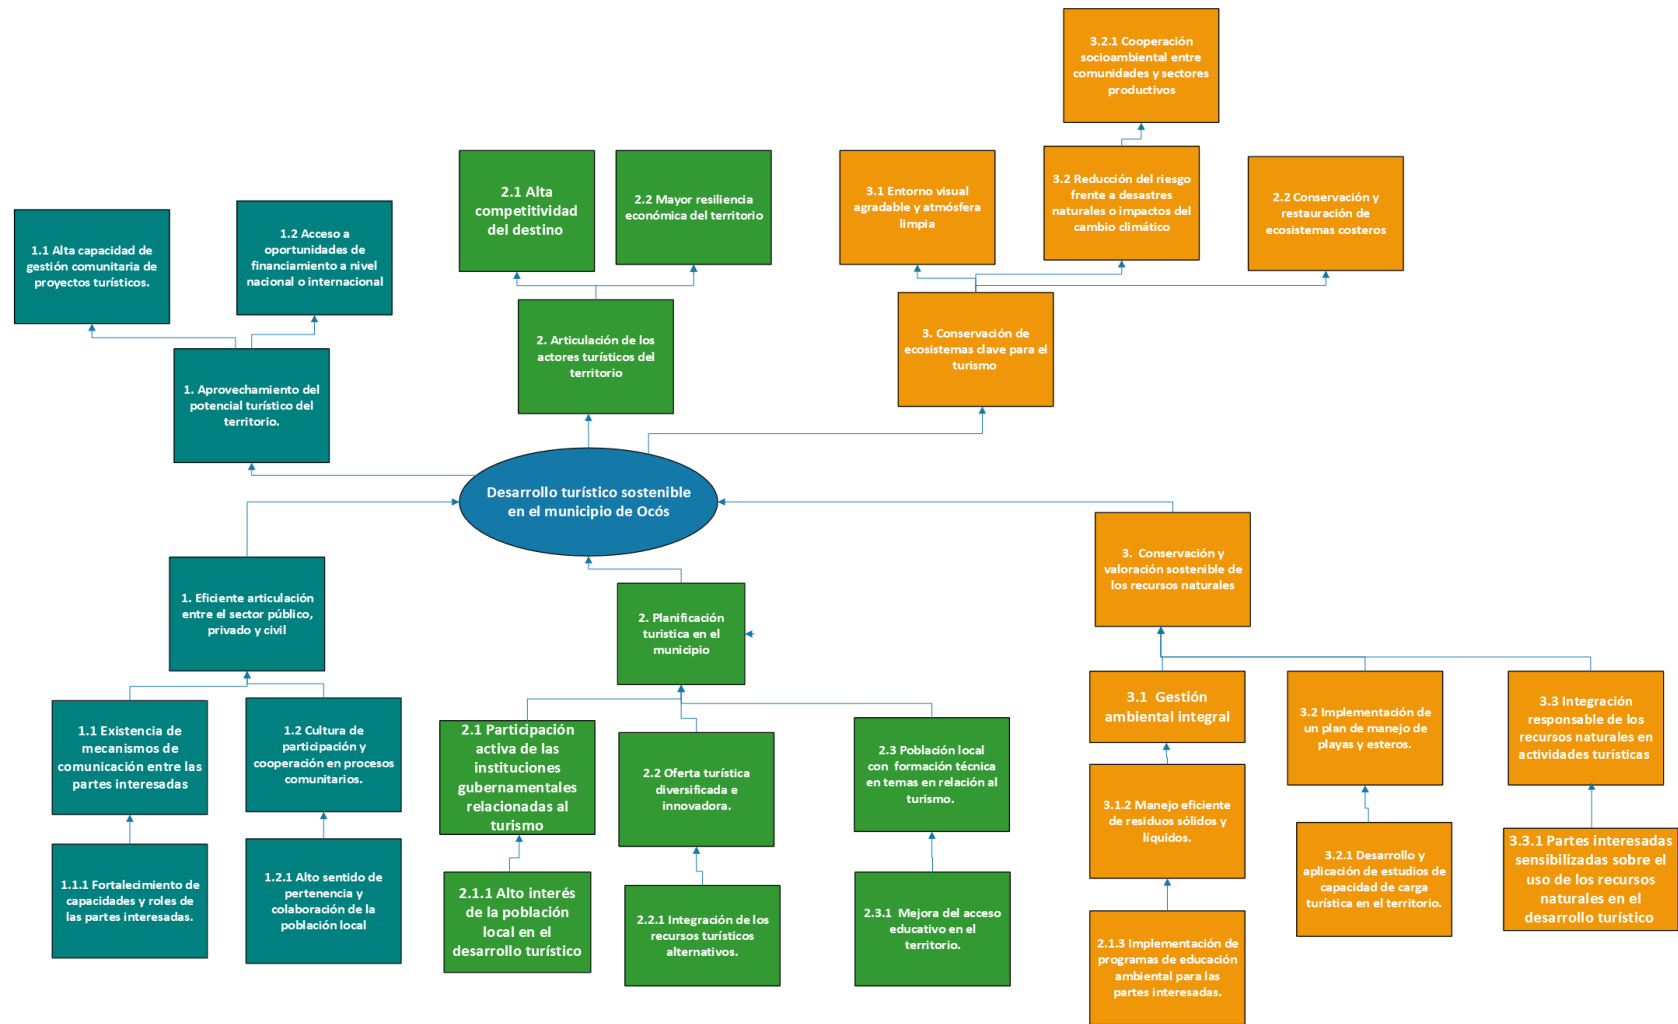 3.2.1 Cooperación
socioambiental entre
comunidades y sectores
productivos
2.1 Alta
competitividad
del destino
2.2 Mayor resiliencia
económica del territorio
3.1 Entorno visual
agradable y atmósfera
limpia
3.2 Reducción del riesgo
frente a desastres
naturales o impactos del
cambio climático
2.2 Conservación y
restauración de
ecosistemas costeros
1.1 Alta capacidad de
gestión comunitaria de
proyectos turísticos.
1.2 Acceso a
oportunidades de
financiamiento a nivel
nacional o internacional
1. Aprovechamiento del
potencial turístico del
territorio.
2. Articulación de los
actores turísticos del
territorio
3. Conservación de
ecosistemas clave para el
turismo
Desarrollo turístico sostenible
en el municipio de Ocós
1. Eficiente articulación
entre el sector público,
privado y civil
2. Planificación
turistica en el
municipio
3. Conservación y
valoración sostenible de
los recursos naturales
1.1 Existencia de
mecanismos de
comunicación entre las
partes interesadas
1.2 Cultura de
participación y
cooperación en procesos
comunitarios.
2.1 Participación
activa de las
instituciones
gubernamentales
relacionadas al
turismo
2.2 Oferta turística
diversificada e
innovadora.
2.3 Población local
con formación técnica
en temas en relación al
turismo.
3.1 Gestión
ambiental integral
3.2 Implementación de
un plan de manejo de
playas y esteros.
3.3 Integración
responsable de los
recursos naturales en
actividades turísticas
3.1.2 Manejo eficiente
de residuos sólidos y
líquidos.
1.1.1 Fortalecimiento de
capacidades y roles de
las partes interesadas.
1.2.1 Alto sentido de
pertenencia y
colaboración de la
población local
2.1.1 Alto interés
de la población
local en el
desarrollo turístico
2.2.1 Integración de los
recursos turísticos
alternativos.
2.3.1 Mejora del acceso
educativo en el
territorio.
2.1.3 Implementación de
programas de educación
ambiental para las
partes interesadas.
3.2.1 Desarrollo y
aplicación de estudios de
capacidad de carga
turística en el territorio.
3.3.1 Partes interesadas
sensibilizadas sobre el
uso de los recursos
naturales en el
desarrollo turístico